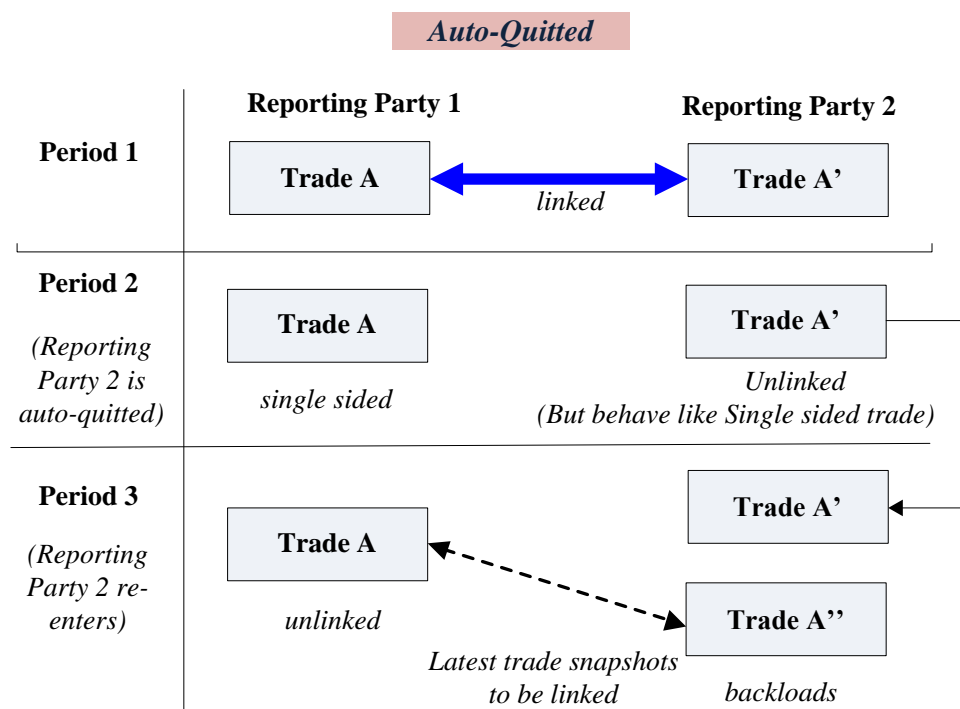 Auto-Quitted
Reporting Party 1
Reporting Party 2
Period 1
Trade A
linked
Trade A’
Period 2
(Reporting
Party 2 is
auto-quitted)
Trade A
single sided
Trade A’
Unlinked
(But behave like Single sided trade)
Period 3
(Reporting
Party 2 re-
enters)
Trade A
unlinked
Trade A’
Trade A’’
Latest trade snapshots
to be linked
backloads